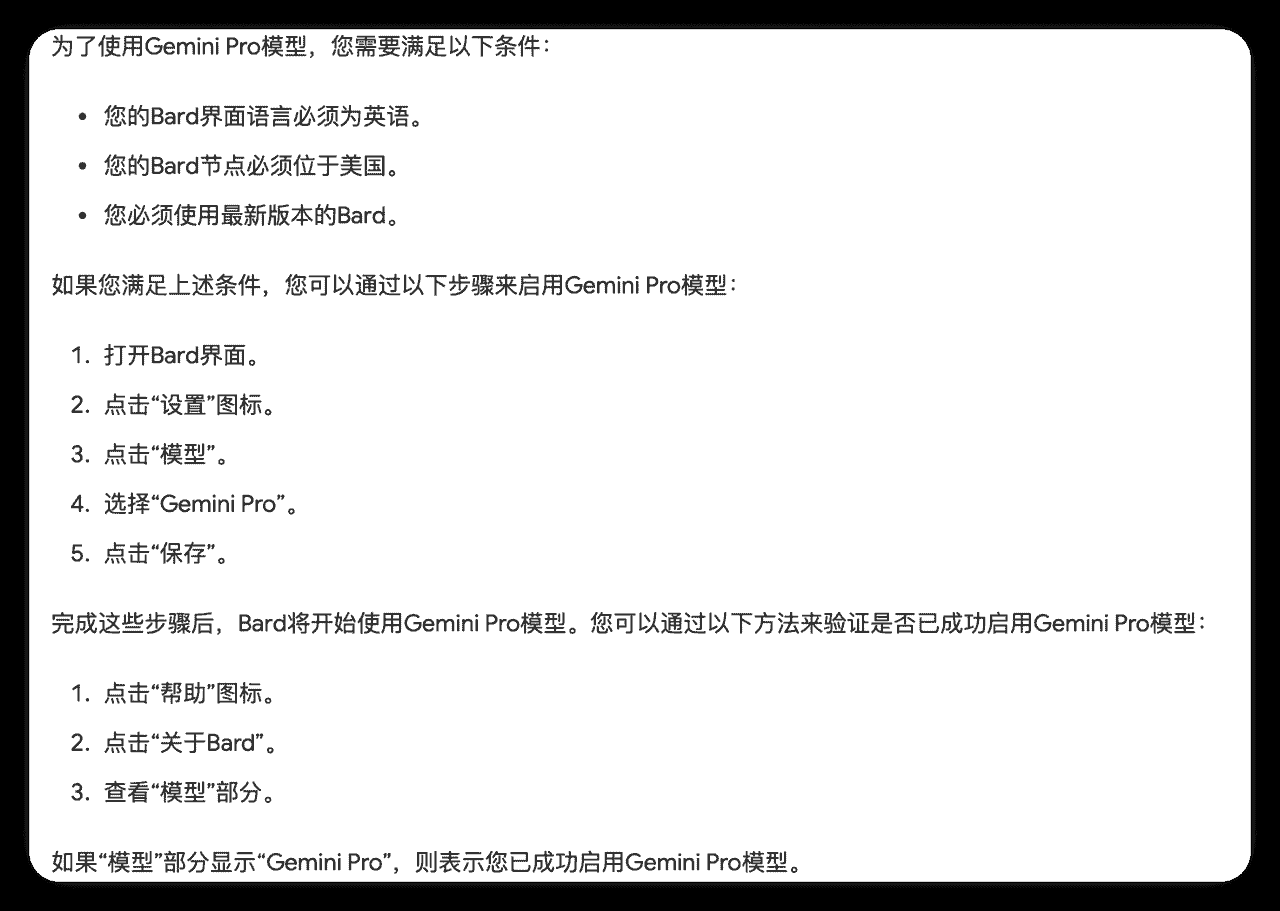 为了使用Gemini Pro模型，您需要满足以下条件：
• 您的Bard界面语言必须为英语。
• 您的Bard节点必须位于美国。
• 您必须使用最新版本的Bard。
如果您满足上述条件，您可以通过以下步骤来启用Gemini Pro模型：
1. 打开Bard界面。
2. 点击“设置”图标。
3. 点击“模型”。
4. 选择“Gemini Pro”。
5. 点击“保存”。
完成这些步骤后，Bard将开始使用Gemini Pro模型。您可以通过以下方法来验证是否已成功启用Gemini Pro模型：
1. 点击“帮助”图标。
2. 点击“关于Bard”。
3. 查看“模型”部分。
如果“模型”部分显示“Gemini Pro”，则表示您已成功启用Gemini Pro模型。